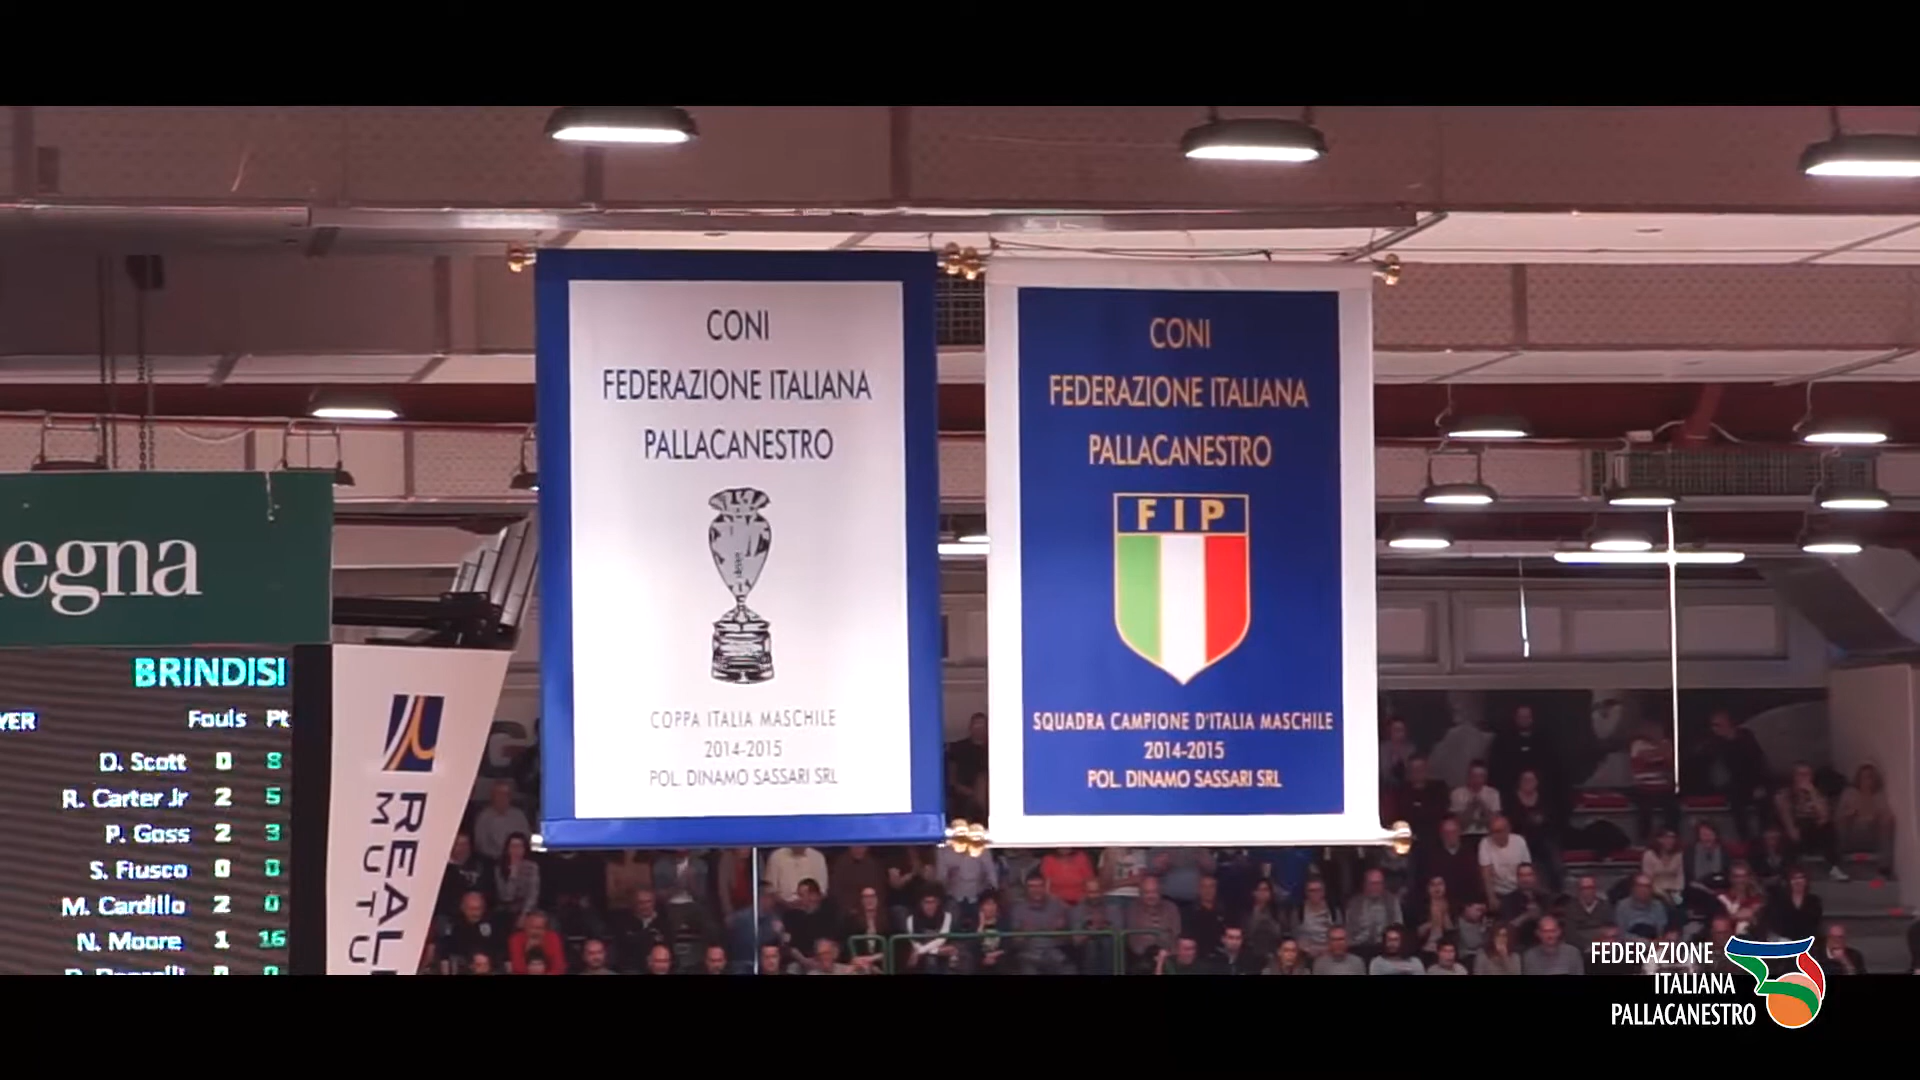 CONI
FEDERAZIONE ITALIANA
PALLACANESTRO
COPPA ITALIA MASCHILE
2014-2015
POL. DINAMO SASSARI SRL
CONI
FEDERAZIONE ITALIANA
PALLACANESTRO
FIP
SQUADRA CAMPIONE D'ITALIA MASCHILE
2014-2015
POL. DINAMO SASSARI SRL
egna
BRINDISI
YER Fouls Pt
D. Scott 0 8
R. Carter Jr 2 5
P. Goss 2 3
S. Fiusco 0 0
M. Cardillo 2 0
N. Moore 1 16
REAL
MUTU
FEDERAZIONE
ITALIANA
PALLACANESTRO